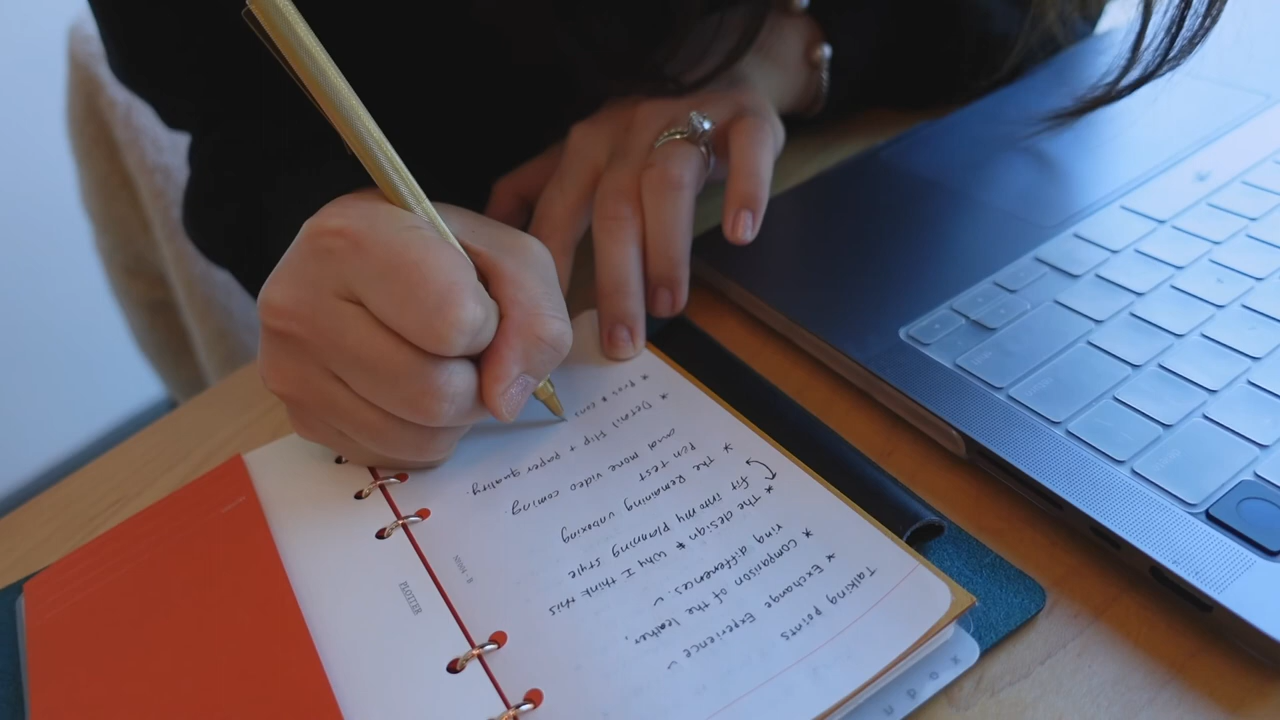 Talking points
* Exchange Experience ✓
* Comparison of the leather,
ring differences. ✓
* The design & why I think this
fit into my planning style
* The Remaining unboxing
Pen-test
and more video coming
* Detail flip + paper quality.
* Pros & cons
PLOTTER